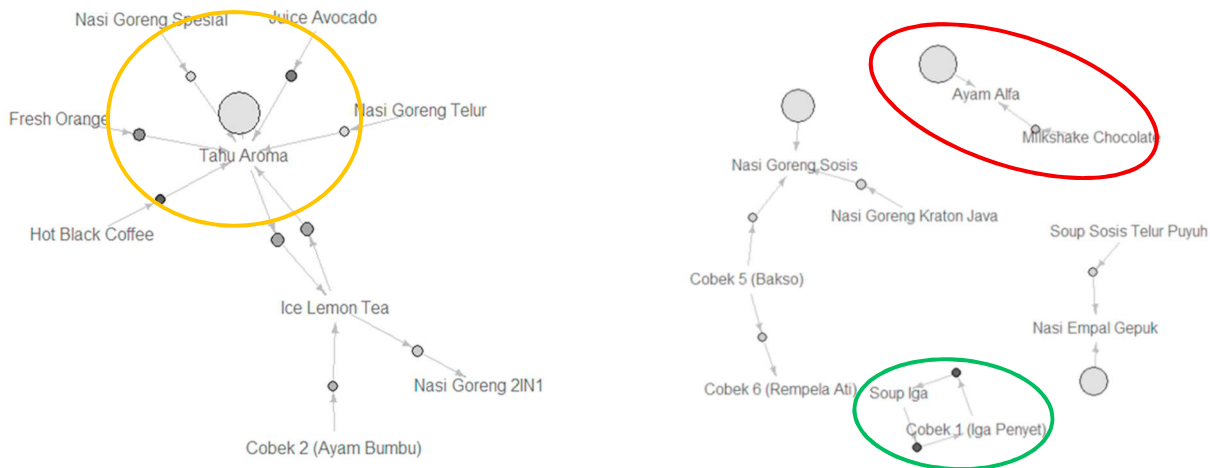 Nasi Goreng Spesial
Juice Avocado
Fresh Orange
Nasi Goreng Telur
Tahu Aroma
Hot Black Coffee
Ice Lemon Tea
Nasi Goreng 2IN1
Cobek 2 (Ayam Bumbu)
Ayam Alfa
Milkshake Chocolate
Nasi Goreng Sosis
Nasi Goreng Kraton Java
Soup Sosis Telur Puyuh
Cobek 5 (Bakso)
Nasi Empal Gepuk
Cobek 6 (Rempela Ati)
Soup Iga
Cobek 1 (Iga Penyet)